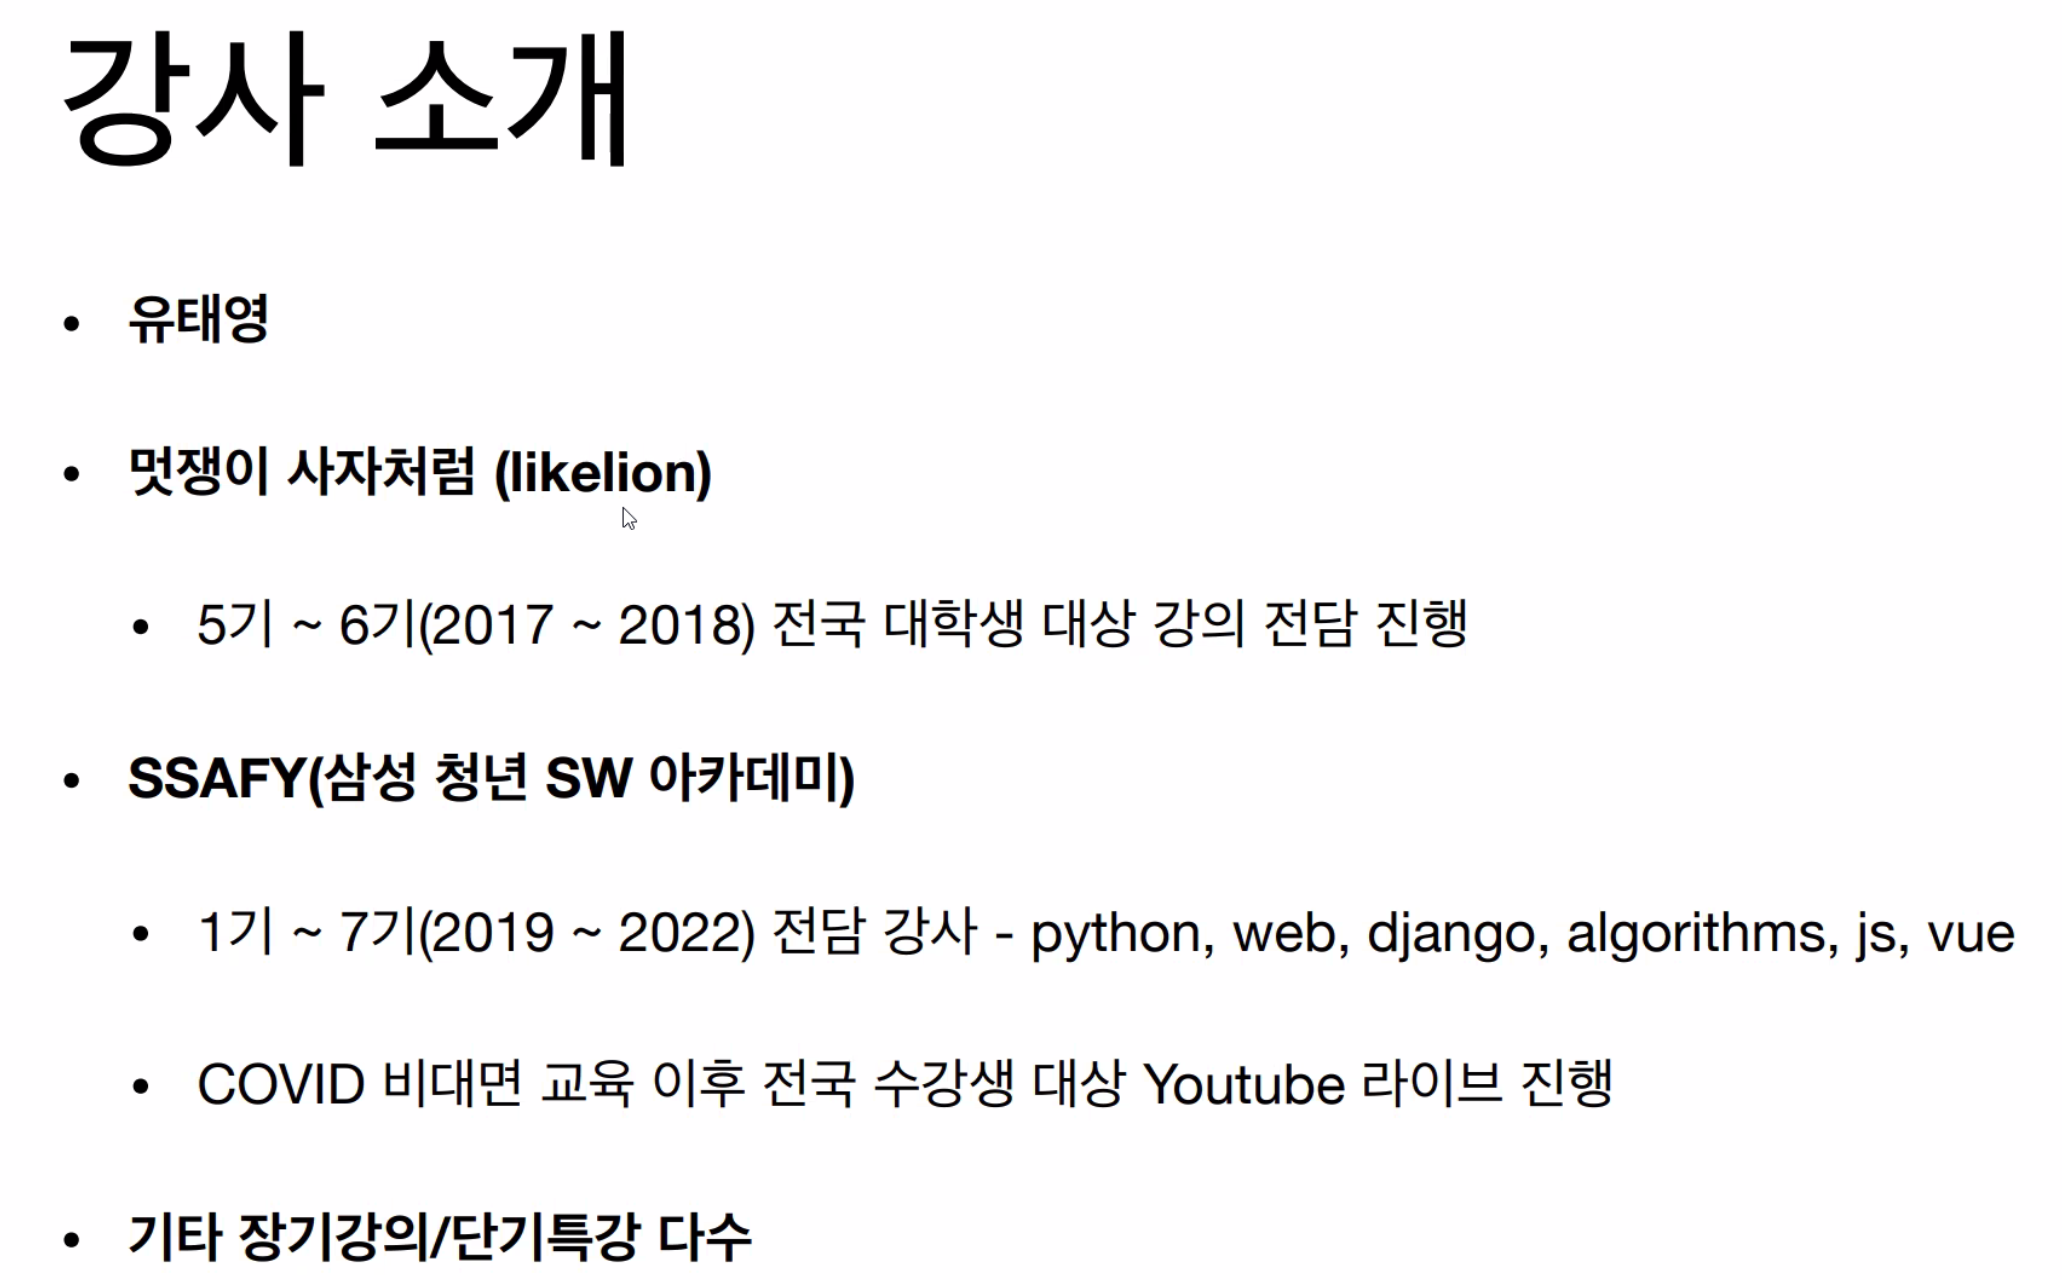 강사 소개
• 유태영
• 멋쟁이 사자처럼 (likelion)
• 5기 ~ 6기(2017 ~ 2018) 전국 대학생 대상 강의 전담 진행
• SSAFY(삼성 청년 SW 아카데미)
• 1기 ~ 7기(2019 ~ 2022) 전담 강사 - python, web, django, algorithms, js, vue
• COVID 비대면 교육 이후 전국 수강생 대상 Youtube 라이브 진행
• 기타 장기강의/단기특강 다수